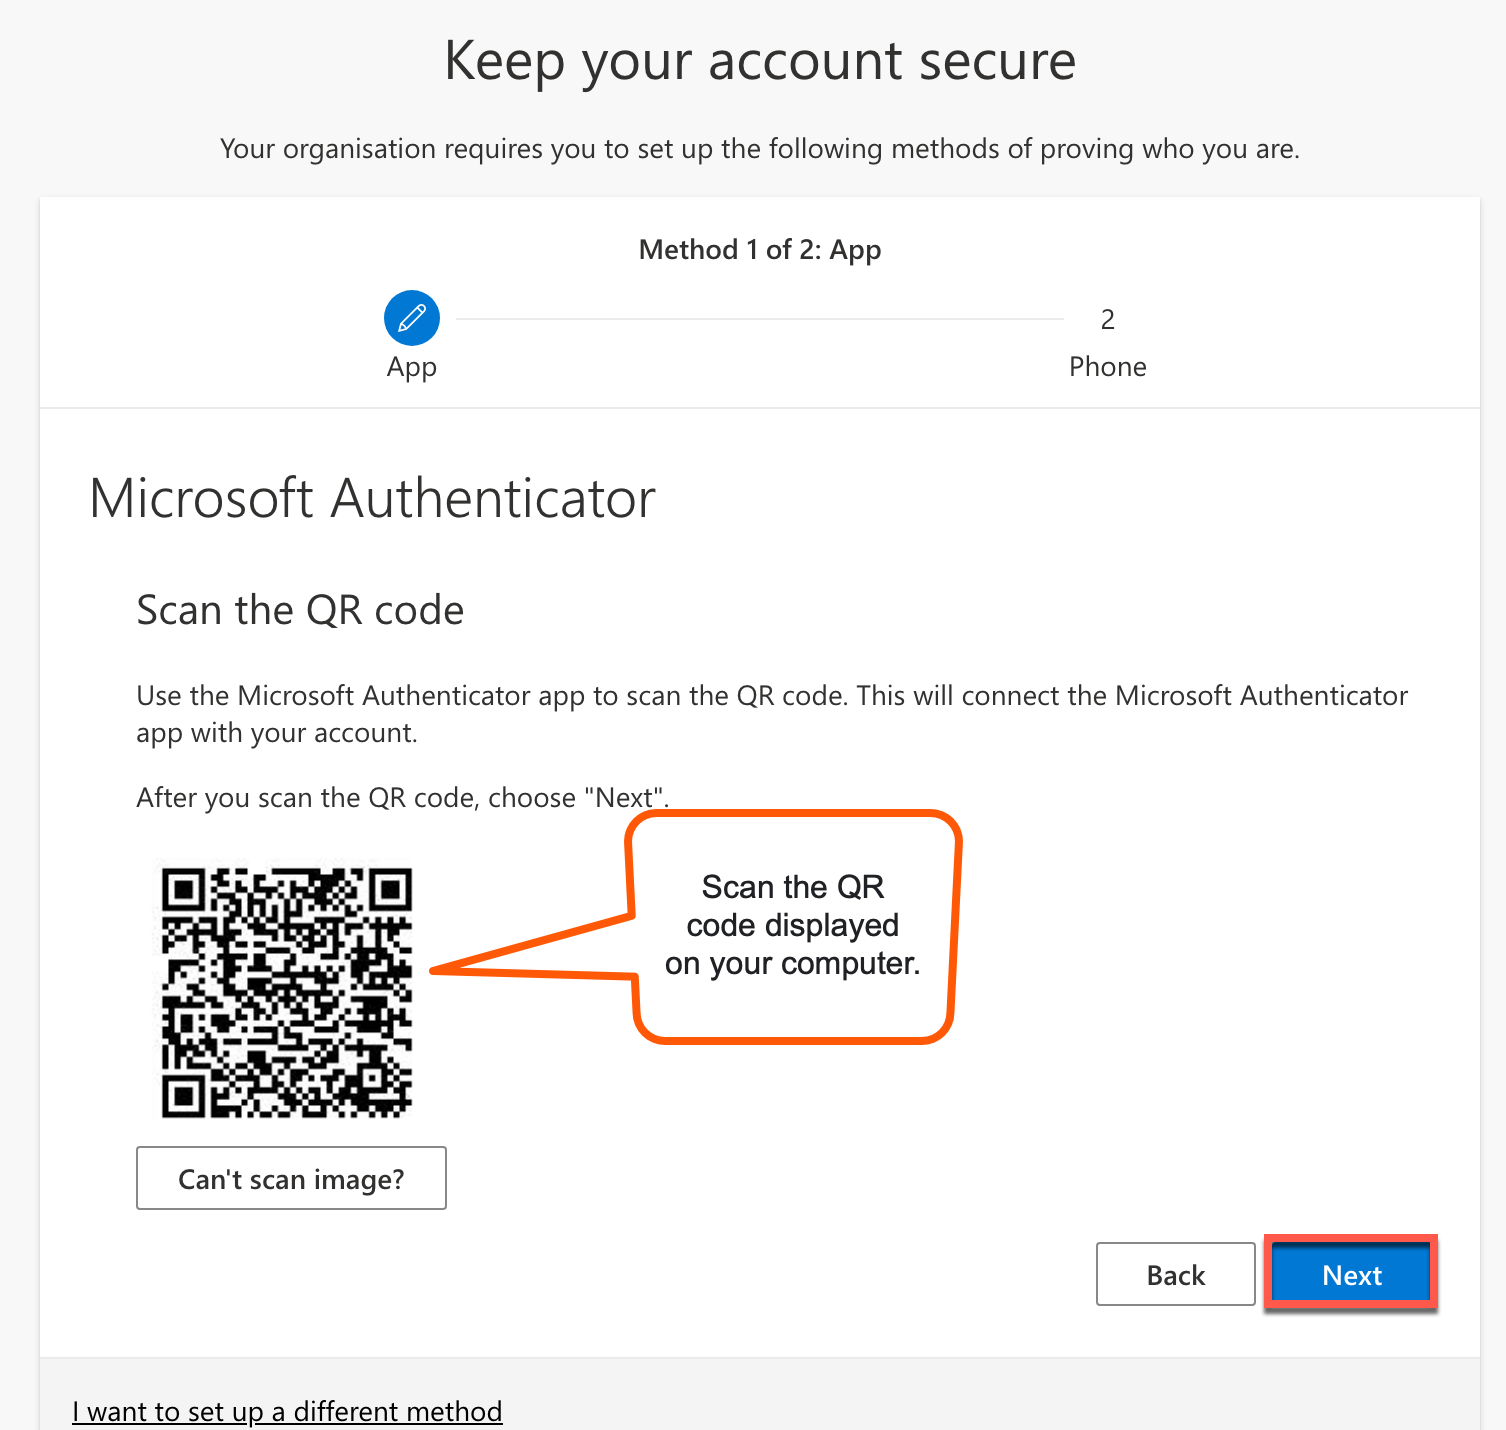 Keep your account secure
Your organisation requires you to set up the following methods of proving who you are.
Method 1 of 2: App
2
App
Phone
Microsoft Authenticator
Scan the QR code
Use the Microsoft Authenticator app to scan the QR code. This will connect the Microsoft Authenticator
app with your account.
After you scan the QR code, choose "Next".
Scan the QR
code displayed
on your computer.
Can't scan image?
Back
Next
I want to set up a different method